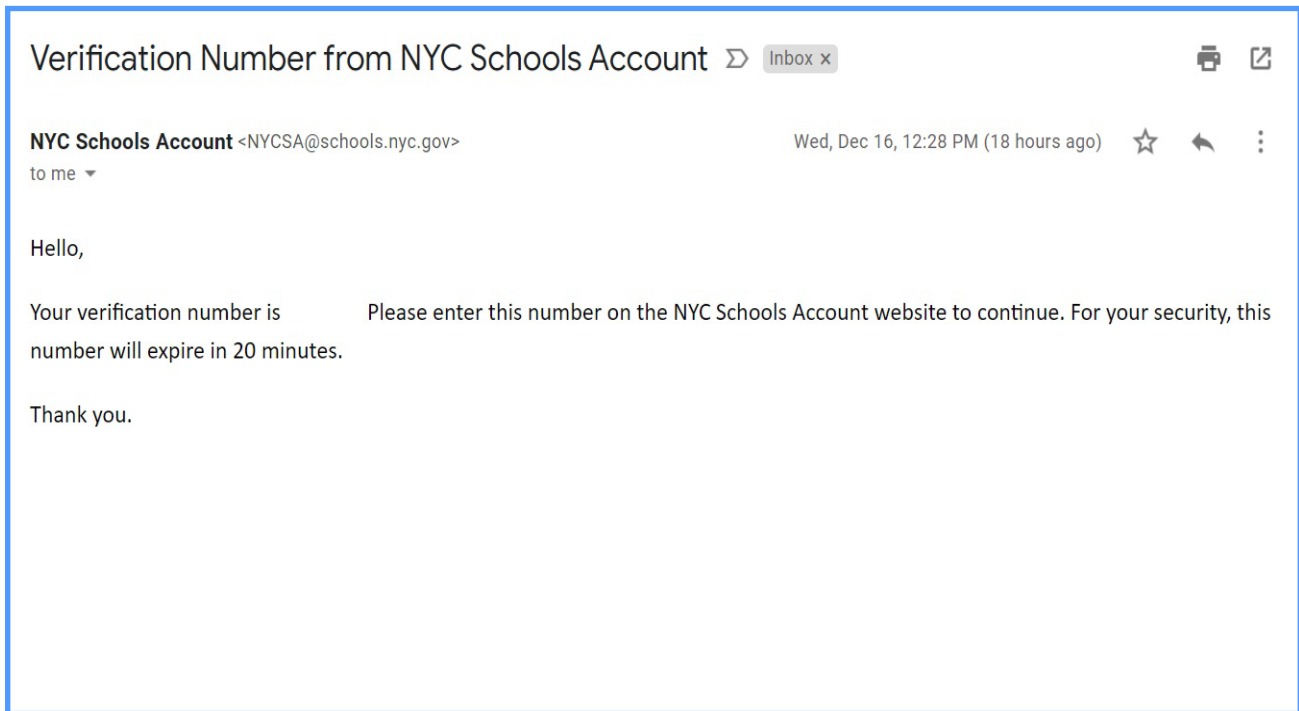 Verification Number from NYC Schools Account Inbox x
NYC Schools Account <NYCSA@schools.nyc.gov> Wed, Dec 16, 12:28 PM (18 hours ago)
to me
Hello,
Your verification number is Please enter this number on the NYC Schools Account website to continue. For your security, this
number will expire in 20 minutes.
Thank you.